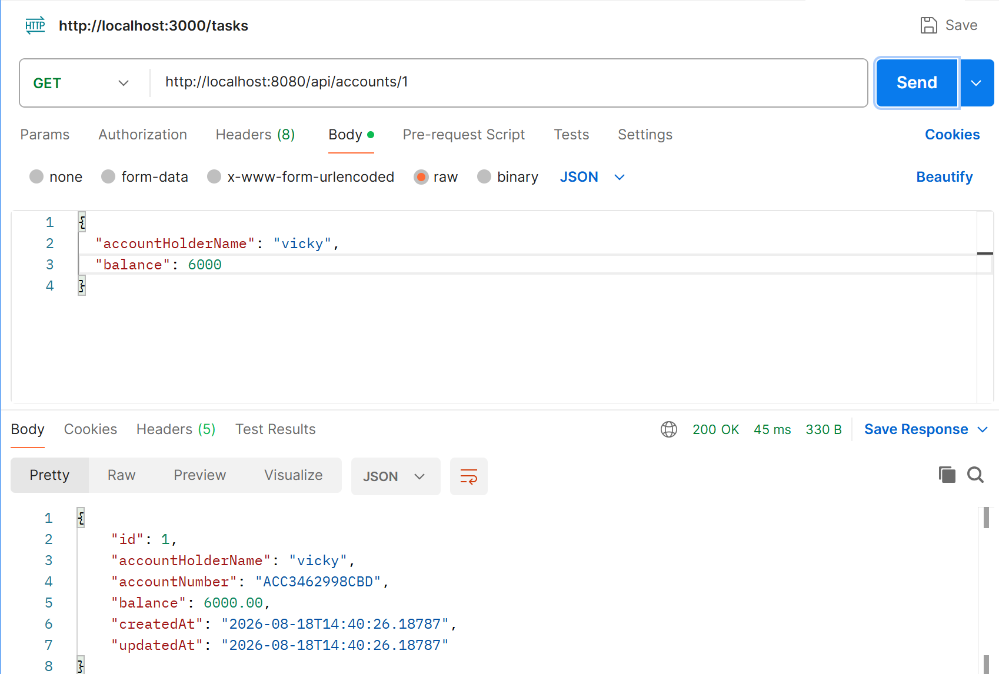 HTTP http://localhost:3000/tasks Save
GET http://localhost:8080/api/accounts/1 Send
Params Authorization Headers (8) Body Pre-request Script Tests Settings Cookies
none form-data x-www-form-urlencoded raw binary JSON Beautify
1 {
2 "accountHolderName": "vicky",
3 "balance": 6000
4 }
Body Cookies Headers (5) Test Results 200 OK 45 ms 330 B Save Response
Pretty Raw Preview Visualize JSON
1 {
2 "id": 1,
3 "accountHolderName": "vicky",
4 "accountNumber": "ACC3462998CBD",
5 "balance": 6000.00,
6 "createdAt": "2026-08-18T14:40:26.18787",
7 "updatedAt": "2026-08-18T14:40:26.18787"
8 }